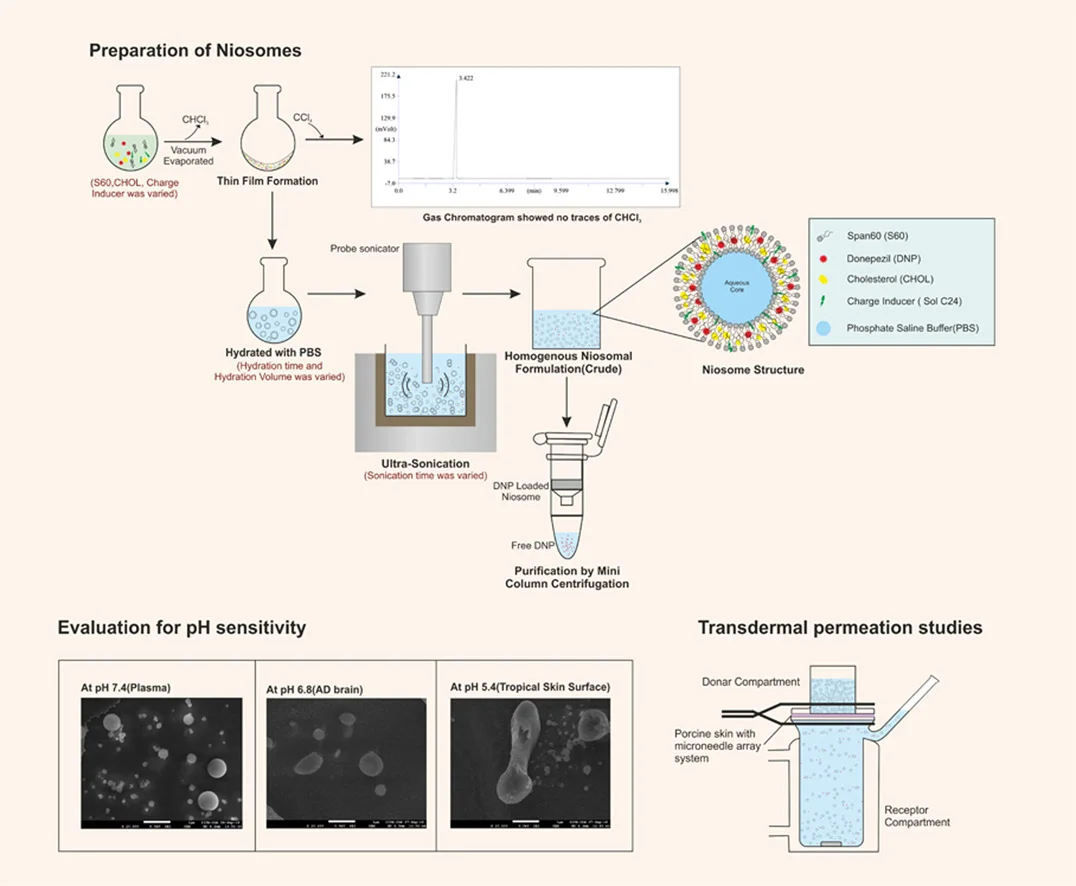 Preparation of Niosomes
CHCl₃
Vacuum
Evaporated
CCl₄
(S60,CHOL, Charge
Inducer was varied)
Thin Film Formation
221.2
175.5
129.9
(mVolt)
84.3
38.7
-7.0
3.422
0.0
3.2
6.399
(min)
9.599
12.799
15.998
Gas Chromatogram showed no traces of CHCl₃
Hydrated with PBS
(Hydration time and
Hydration Volume was varied)
Probe sonicator
Ultra-Sonication
(Sonication time was varied)
Homogenous Niosomal
Formulation(Crude)
Aqueous
Core
Niosome Structure
Span60 (S60)
Donepezil (DNP)
Cholesterol (CHOL)
Charge Inducer ( Sol C24)
Phosphate Saline Buffer(PBS)
DNP Loaded
Niosome
Free DNP
Purification by Mini
Column Centrifugation
Evaluation for pH sensitivity
At pH 7.4(Plasma)
At pH 6.8(AD brain)
At pH 5.4(Tropical Skin Surface)
Transdermal permeation studies
Donar Compartment
Porcine skin with
microneedle array
system
Receptor
Compartment